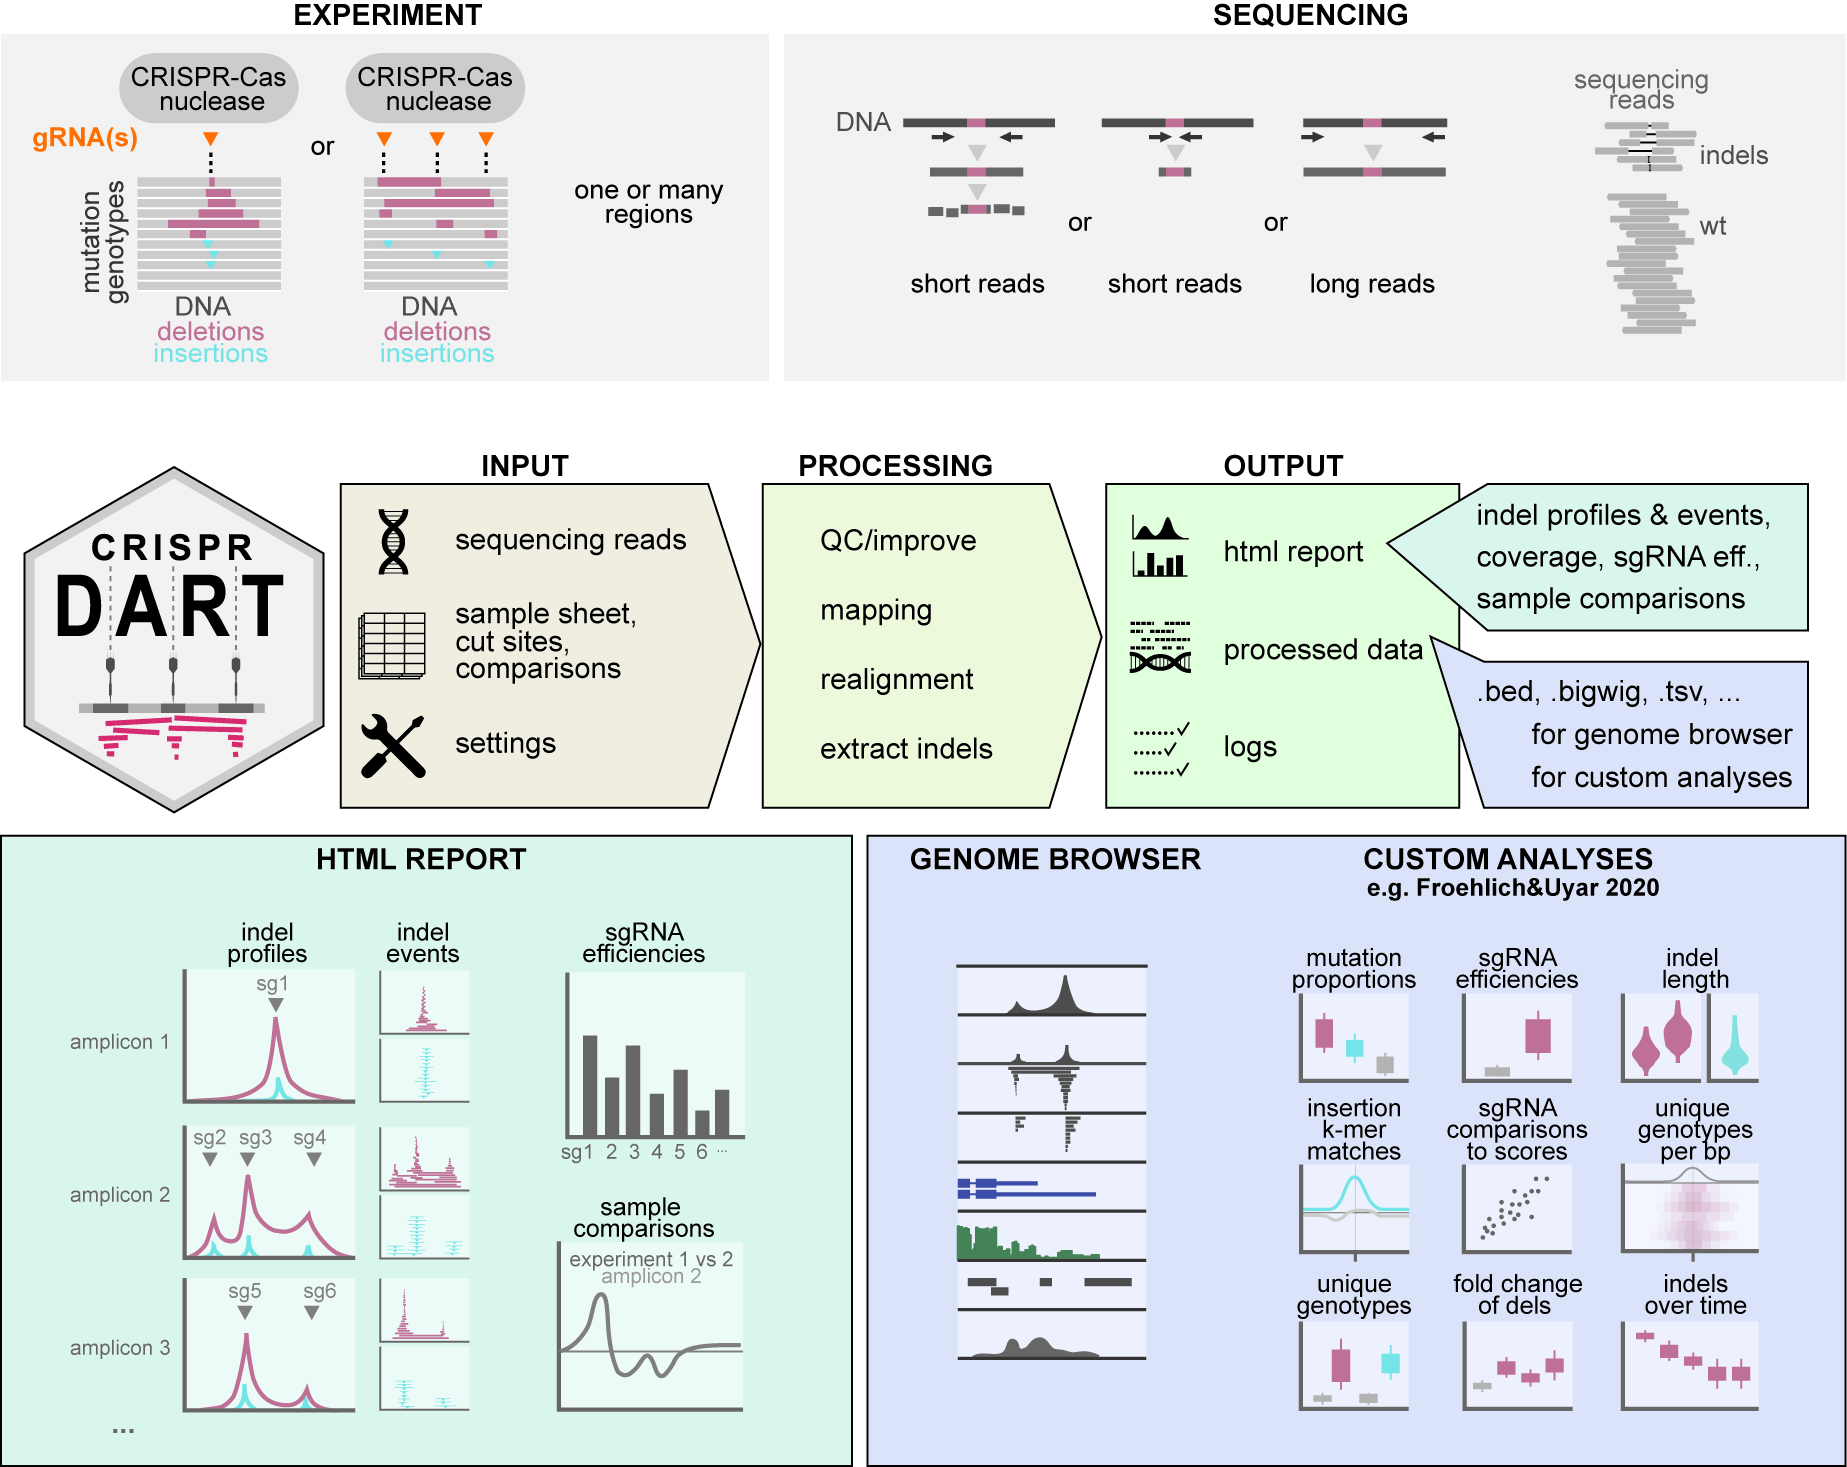 EXPERIMENT
CRISPR-Cas
nuclease
CRISPR-Cas
nuclease
gRNA(s)
or
mutation
genotypes
one or many
regions
DNA
deletions
insertions
DNA
deletions
insertions
SEQUENCING
DNA
or
or
short reads
short reads
long reads
sequencing
reads
indels
wt
CRISPR
DART
INPUT
sequencing reads
sample sheet,
cut sites,
comparisons
settings
PROCESSING
QC/improve
mapping
realignment
extract indels
OUTPUT
html report
processed data
logs
indel profiles & events,
coverage, sgRNA eff.,
sample comparisons
.bed, .bigwig, .tsv, ...
for genome browser
for custom analyses
HTML REPORT
indel
profiles
indel
events
sgRNA
efficiencies
amplicon 1
sg1
amplicon 2
sg2 sg3 sg4
amplicon 3
sg5 sg6
...
sg1 2 3 4 5 6 ...
sample
comparisons
experiment 1 vs 2
amplicon 2
GENOME BROWSER
CUSTOM ANALYSES
e.g. Froehlich&Uyar 2020
mutation
proportions
sgRNA
efficiencies
indel
length
insertion
k-mer
matches
sgRNA
comparisons
to scores
unique
genotypes
per bp
unique
genotypes
fold change
of dels
indels
over time